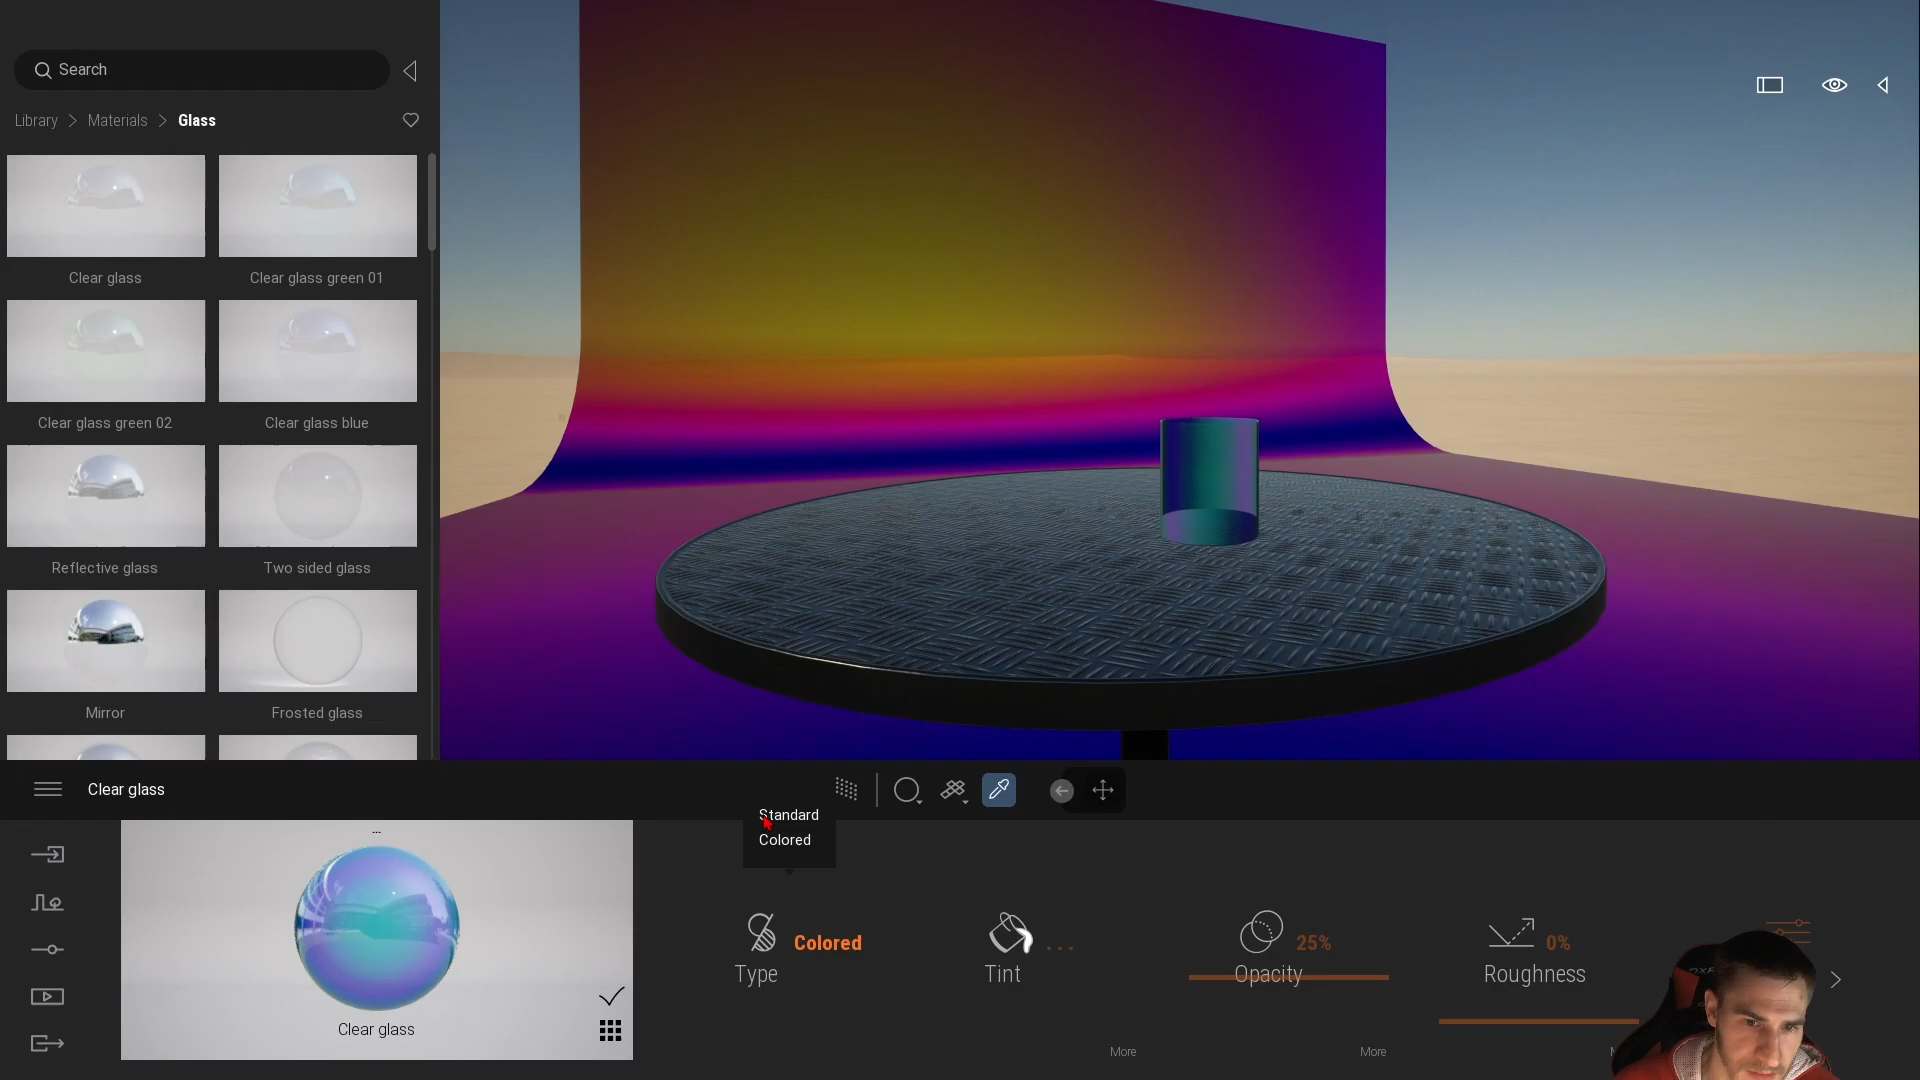 Search
Library
Materials
Glass
Clear glass
Clear glass green 01
Clear glass green 02
Clear glass blue
Reflective glass
Two sided glass
Mirror
Frosted glass
Clear glass
Standard
Colored
...
Clear glass
Colored
Type
...
Tint
25%
Opacity
0%
Roughness
More
More